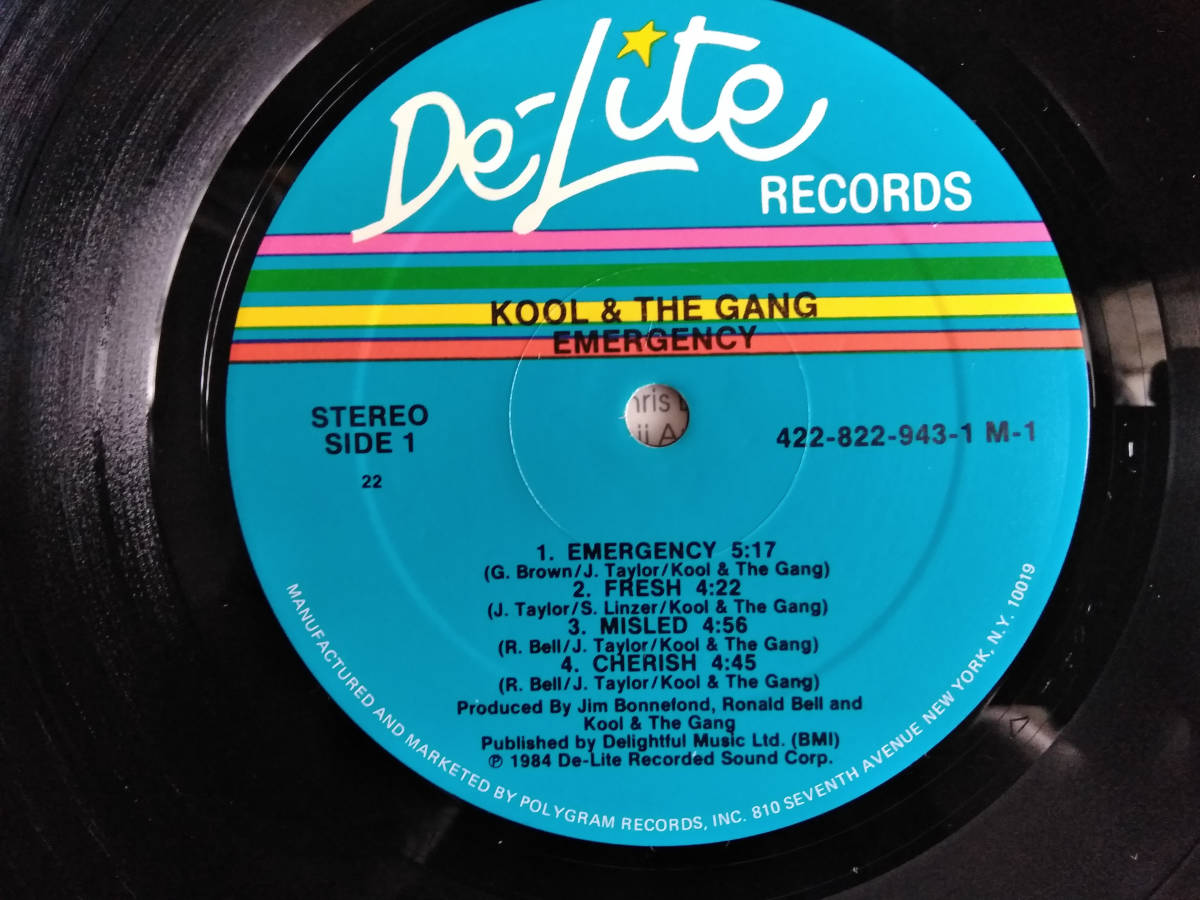 De-Lite
RECORDS
KOOL & THE GANG
EMERGENCY
STEREO
SIDE 1
22
422-822-943-1 M-1
1. EMERGENCY 5:17
(G. Brown/J. Taylor/Kool & The Gang)
2. FRESH 4:22
(J. Taylor/S. Linzer/Kool & The Gang)
3. MISLED 4:56
(R. Bell/J. Taylor/Kool & The Gang)
4. CHERISH 4:45
(R. Bell/J. Taylor/Kool & The Gang)
Produced By Jim Bonnefond, Ronald Bell and
Kool & The Gang
Published by Delightful Music Ltd. (BMI)
℗ 1984 De-Lite Recorded Sound Corp.
MANUFACTURED AND MARKETED BY POLYGRAM RECORDS, INC. 810 SEVENTH AVENUE NEW YORK, N.Y. 10019